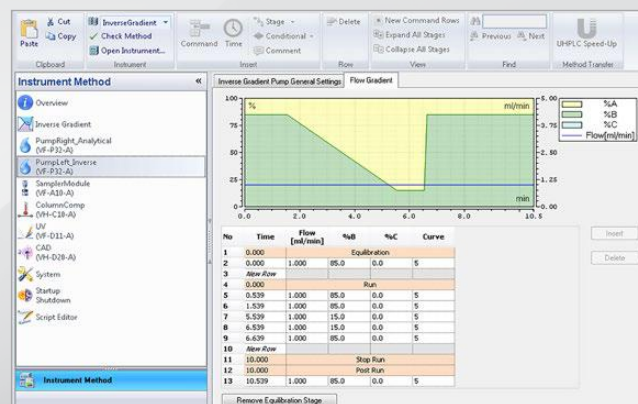 Cut
Copy
Paste
Clipboard
InverseGradient
Check Method
Open Instrument...
Instrument
Command
Time
Stage
Conditional
Comment
Insert
Delete
Row
New Command Rows
Expand All Stages
Collapse All Stages
View
Previous
Next
Find
UHPLC Speed-Up
Method Transfer
Instrument Method
Overview
Inverse Gradient
PumpRight_Analytical
(VF-P32-A)
PumpLeft_Inverse
(VF-P32-A)
SamplerModule
(VF-A10-A)
ColumnComp
(VH-C10-A)
UV
(VF-D11-A)
CAD
(VH-D20-A)
System
Startup
Shutdown
Script Editor
Instrument Method
Inverse Gradient Pump General Settings
Flow Gradient
100
75
50
25
0
%
ml/min
min
5.00
3.75
2.50
1.25
0.00
0.0 2.0 4.0 6.0 8.0 10.5
%A
%B
%C
Flow[ml/min]
No Time Flow [ml/min] %B %C Curve
1 0.000 Equilibration
2 0.000 1.000 85.0 0.0 5
3 New Row
4 0.000 Run
5 0.539 1.000 85.0 0.0 5
6 1.539 1.000 85.0 0.0 5
7 5.539 1.000 15.0 0.0 5
8 6.539 1.000 15.0 0.0 5
9 6.639 1.000 85.0 0.0 5
10 New Row
11 10.000 Stop Run
12 10.000 Post Run
13 10.539 1.000 85.0 0.0 5
Insert
Delete
Remove Equilibration Stage